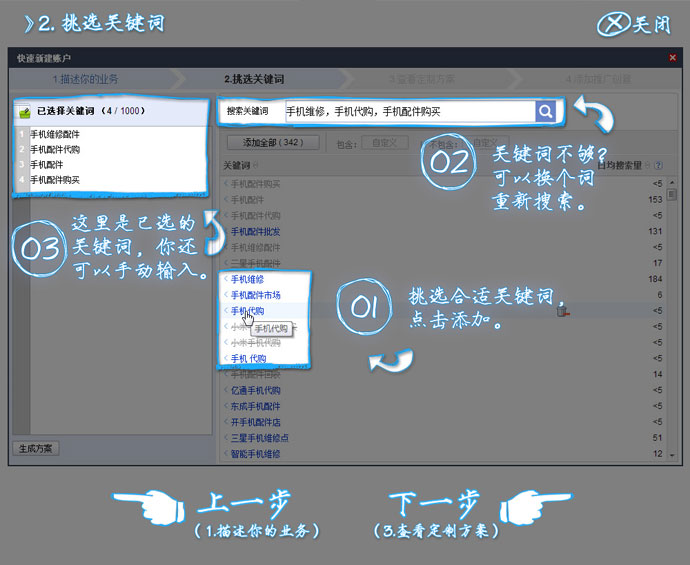 》2. 挑选关键词
关闭
快速新建账户
1.描述你的业务
2.挑选关键词
3.查看定制方案
4.添加推广创意
已选择关键词 (4 / 1000)
1 手机维修配件
2 手机配件代购
3 手机配件
4 手机配件购买
搜索关键词
手机维修，手机代购，手机配件购买
添加全部(342)
包含:
自定义
不包含:
自定义
关键词
日均搜索量
手机配件购买 <5
手机配件 153
手机配件代购 <5
手机配件批发 131
手机维修配件 <5
三星手机配件 17
手机维修 184
手机配件市场 6
手机代购 <5
手机代购
<5
小米手机代购 <5
手机 代购 <5
14
亿通手机代购 <5
东成手机配件 <5
开手机配件店 <5
三星手机维修点 51
智能手机维修 12
生成方案
01
挑选合适关键词，
点击添加。
02
关键词不够？
可以换个词
重新搜索。
03
这里是已选的
关键词，你还
可以手动输入。
上一步
(1.描述你的业务)
下一步
(3.查看定制方案)